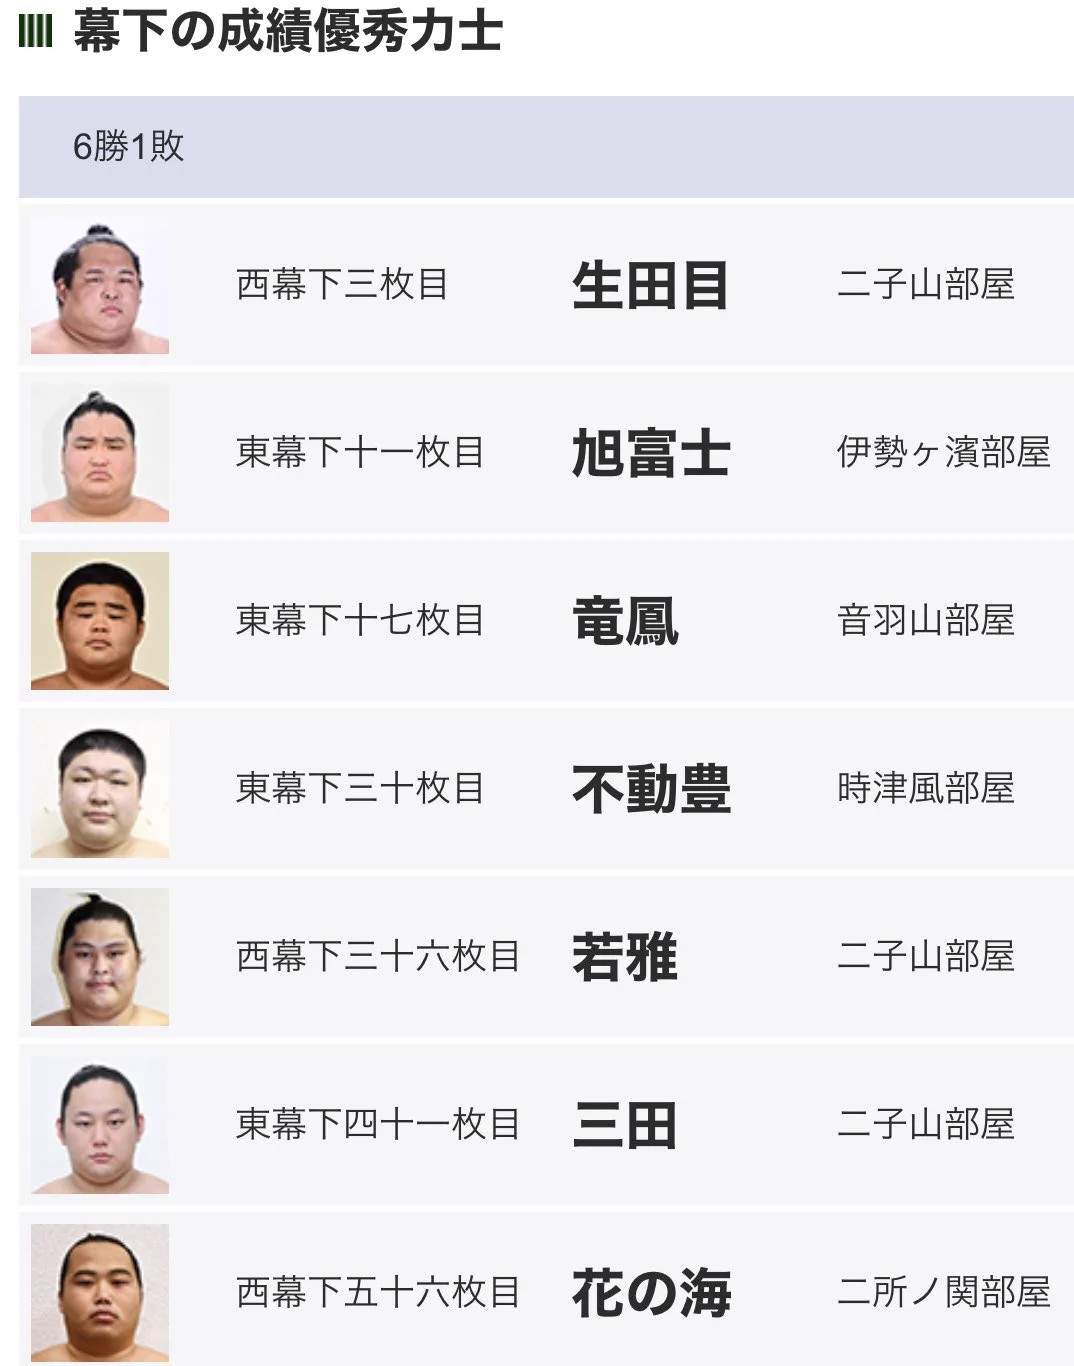 幕下の成績優秀力士
6勝1敗
西幕下三枚目 生田目 二子山部屋
東幕下十一枚目 旭富士 伊勢ヶ濱部屋
東幕下十七枚目 竜鳳 音羽山部屋
東幕下三十枚目 不動豊 時津風部屋
西幕下三十六枚目 若雅 二子山部屋
東幕下四十一枚目 三田 二子山部屋
西幕下五十六枚目 花の海 二所ノ関部屋